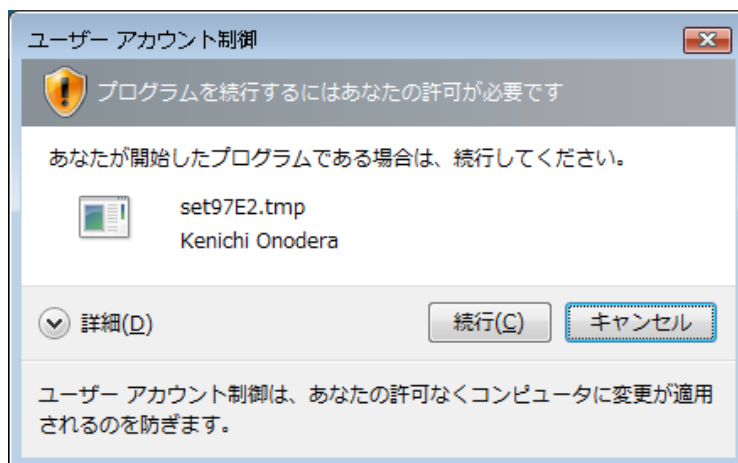 ユーザー アカウント制御
プログラムを続行するにはあなたの許可が必要です
あなたが開始したプログラムである場合は、続行してください。
set97E2.tmp
Kenichi Onodera
詳細(D)
続行(C)
キャンセル
ユーザー アカウント制御は、あなたの許可なくコンピュータに変更が適用
されるのを防ぎます。